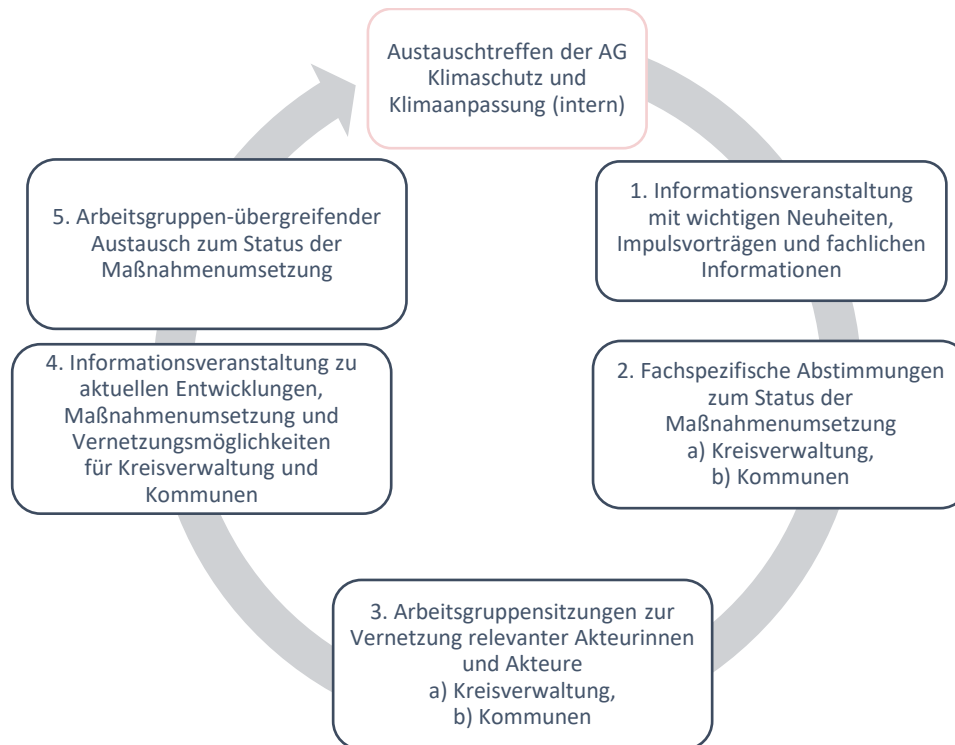 Austauschtreffen der AG
Klimaschutz und
Klimaanpassung (intern)
1. Informationsveranstaltung
mit wichtigen Neuheiten,
Impulsvorträgen und fachlichen
Informationen
2. Fachspezifische Abstimmungen
zum Status der
Maßnahmenumsetzung
a) Kreisverwaltung,
b) Kommunen
3. Arbeitsgruppensitzungen zur
Vernetzung relevanter Akteurinnen
und Akteure
a) Kreisverwaltung,
b) Kommunen
4. Informationsveranstaltung zu
aktuellen Entwicklungen,
Maßnahmenumsetzung und
Vernetzungsmöglichkeiten
für Kreisverwaltung und
Kommunen
5. Arbeitsgruppen-übergreifender
Austausch zum Status der
Maßnahmenumsetzung